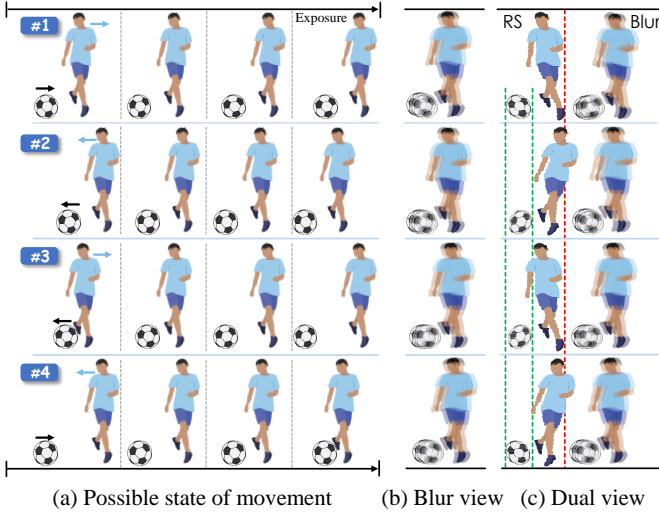 Exposure
RS Blur
#1
#2
#3
#4
(a) Possible state of movement (b) Blur view (c) Dual view